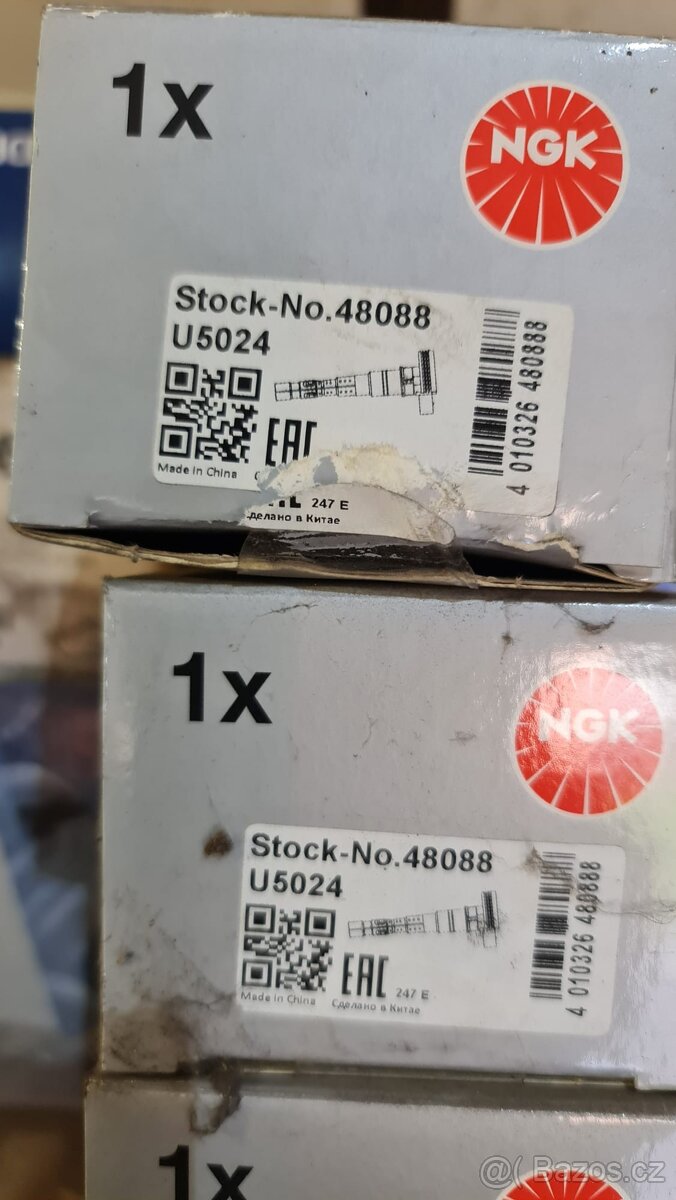 1x
NGK
Stock-No.48088
U5024
EAC
Made in China
247 E
делано в Китае
4 010326 480888
1x
NGK
Stock-No.48088
U5024
EAC
247 E
Made in China
Сделано в Китае
4 010326 480888
1x
Bazos.cz